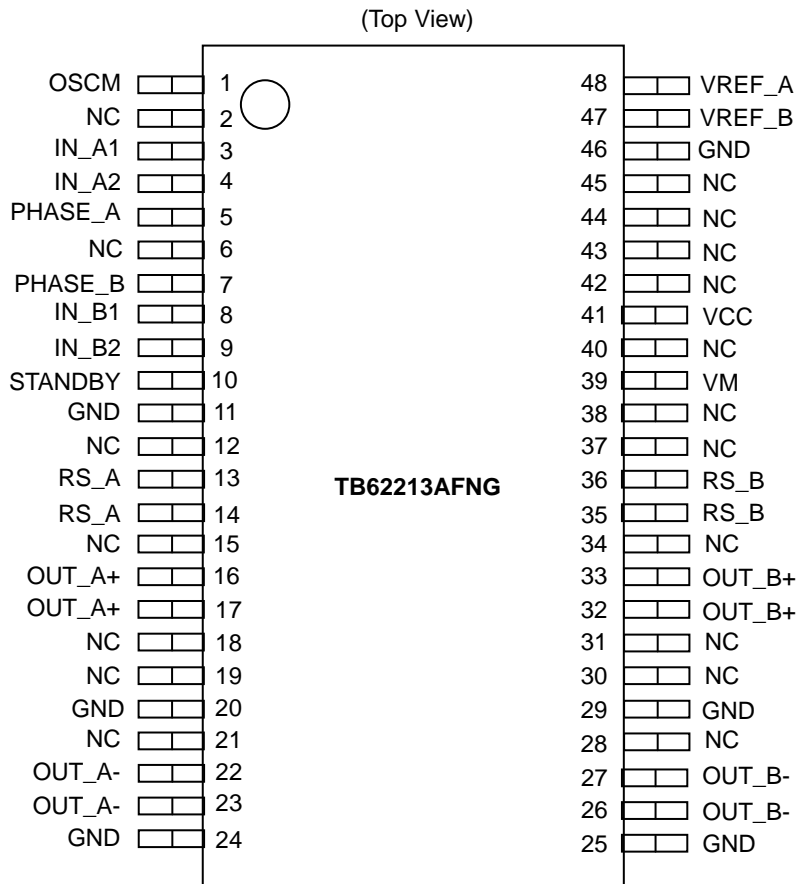 (Top View)
OSCM 1 48 VREF_A
NC 2 47 VREF_B
IN_A1 3 46 GND
IN_A2 4 45 NC
PHASE_A 5 44 NC
NC 6 43 NC
PHASE_B 7 42 NC
IN_B1 8 41 VCC
IN_B2 9 40 NC
STANDBY 10 39 VM
GND 11 38 NC
NC 12 37 NC
RS_A 13 TB62213AFNG 36 RS_B
RS_A 14 35 RS_B
NC 15 34 NC
OUT_A+ 16 33 OUT_B+
OUT_A+ 17 32 OUT_B+
NC 18 31 NC
NC 19 30 NC
GND 20 29 GND
NC 21 28 NC
OUT_A- 22 27 OUT_B-
OUT_A- 23 26 OUT_B-
GND 24 25 GND